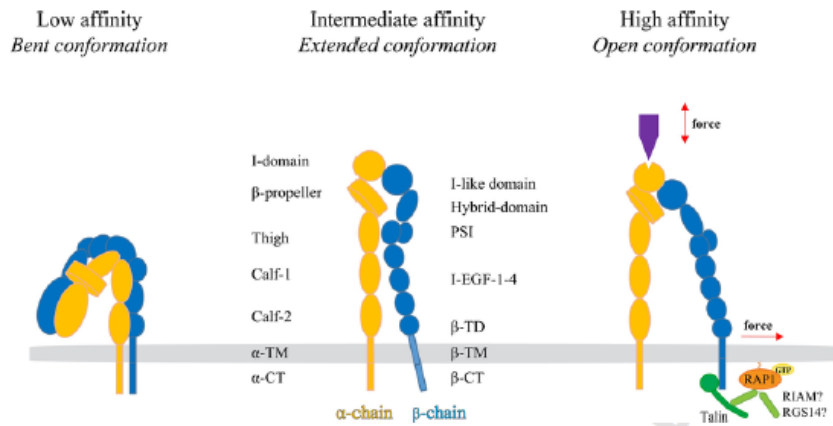 Low affinity
Bent conformation
Intermediate affinity
Extended conformation
High affinity
Open conformation
force
I-domain
β-propeller
Thigh
Calf-1
Calf-2
α-TM
α-CT
I-like domain
Hybrid-domain
PSI
I-EGF-1-4
β-TD
β-TM
β-CT
α-chain
β-chain
force
GTP
RAP1
RIAM?
RGS14?
Talin